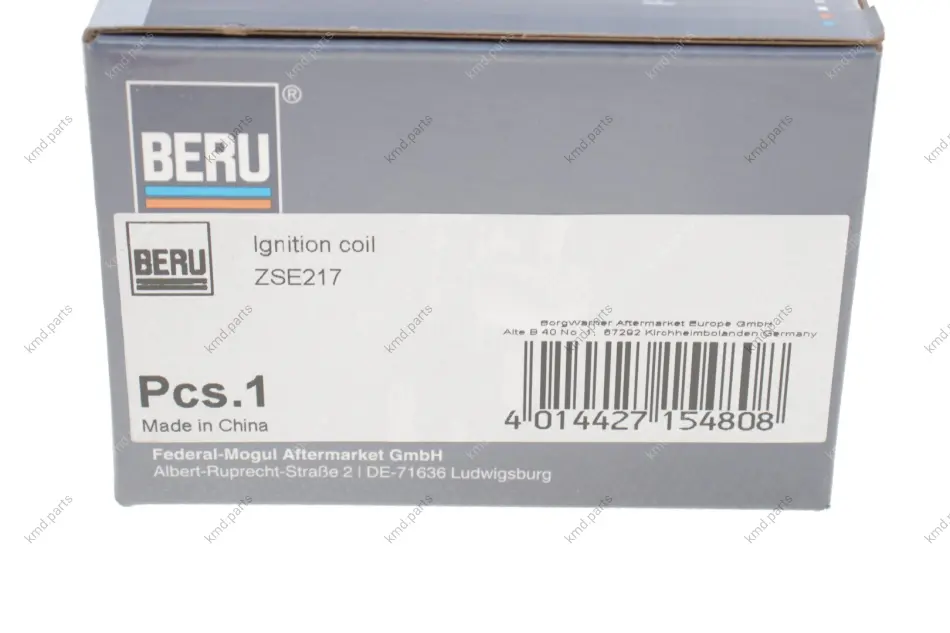 BERU®
BERU
Ignition coil
ZSE217
BorgWarner Aftermarket Europe GmbH
Alte B 40 No. 1. 67292 Kirchheimbolanden, Germany
Pcs.1
Made in China
4 014427 154808
Federal-Mogul Aftermarket GmbH
Albert-Ruprecht-Straße 2 | DE-71636 Ludwigsburg
kmd.parts